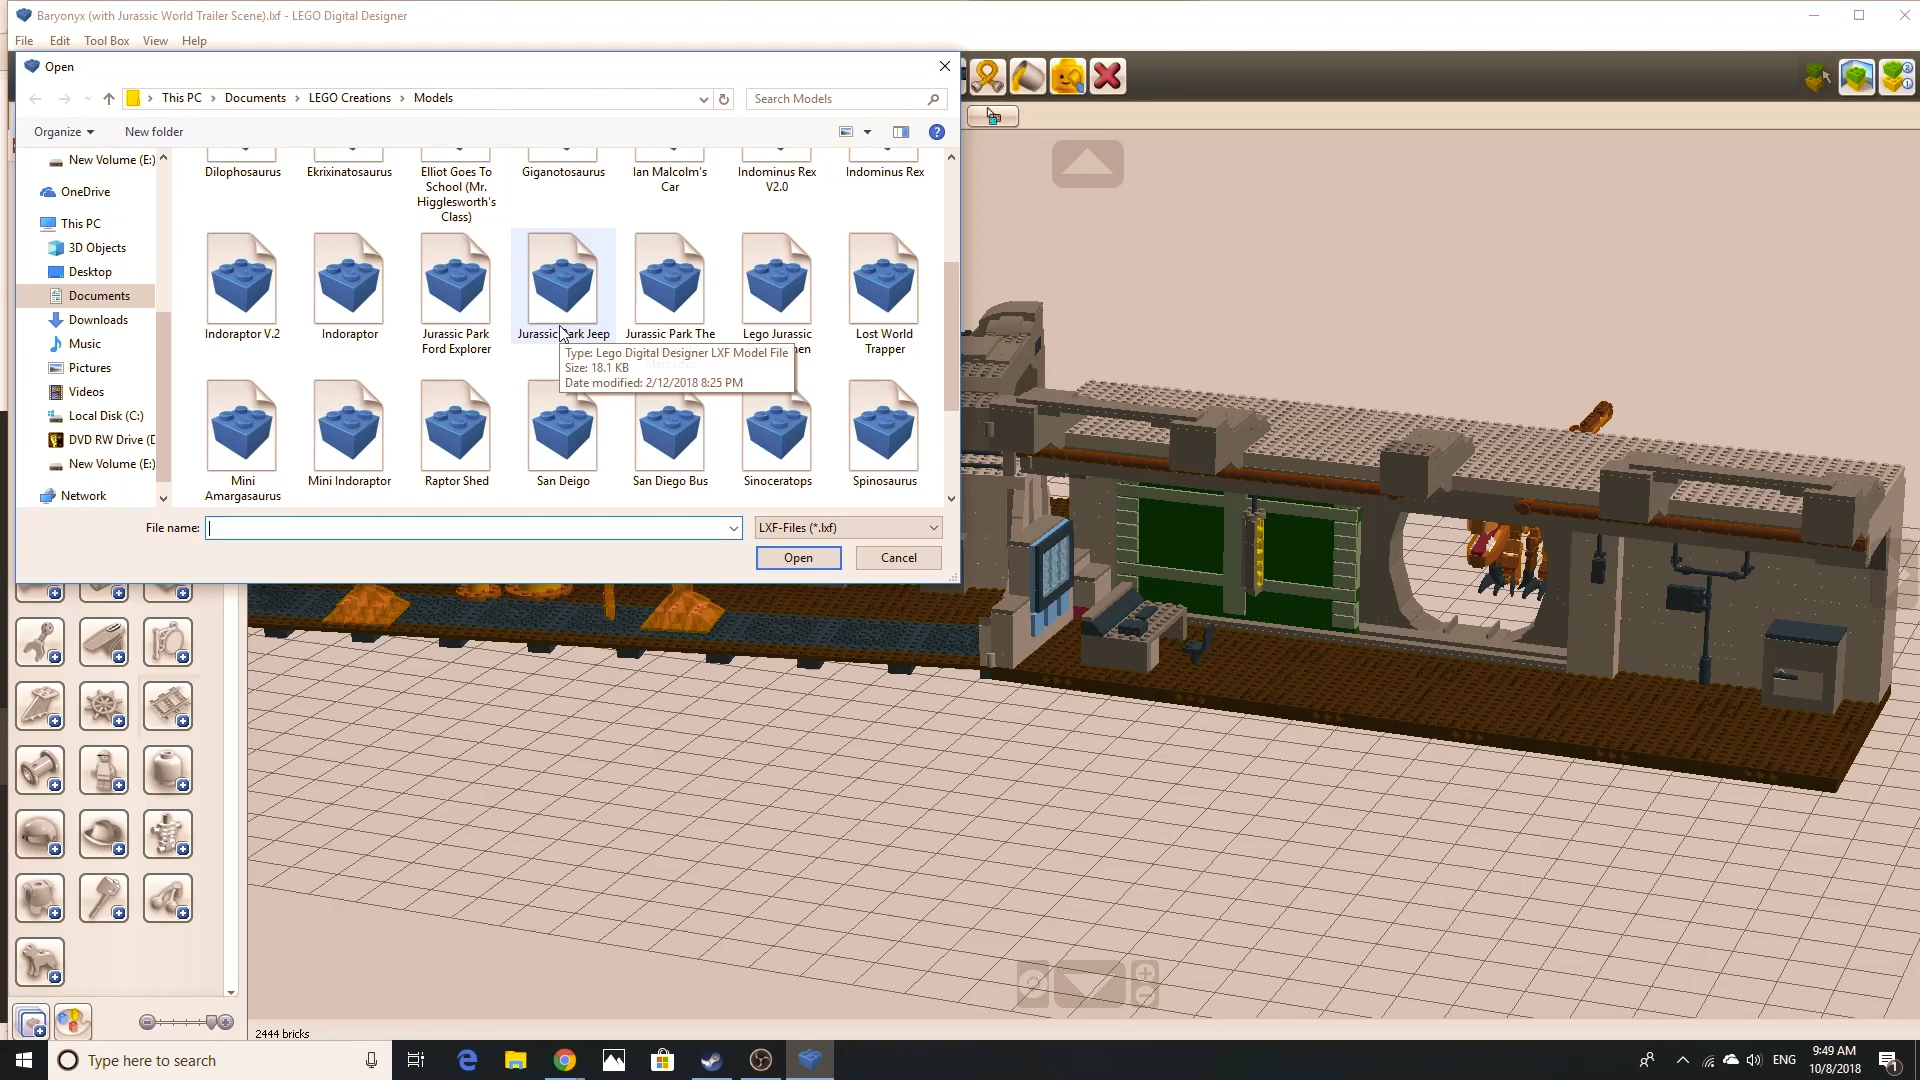 Baryonyx (with Jurassic World Trailer Scene).lxf - LEGO Digital Designer
File Edit Tool Box View Help
Open
This PC > Documents > LEGO Creations > Models
Search Models
Organize
New folder
New Volume (E:)
OneDrive
This PC
3D Objects
Desktop
Documents
Downloads
Music
Pictures
Videos
Local Disk (C:)
DVD RW Drive (D
New Volume (E:)
Network
Dilophosaurus
Ekrixinatosaurus
Elliot Goes To
School (Mr.
Higglesworth's
Class)
Giganotosaurus
Ian Malcolm's
Car
Indominus Rex
V2.0
Indominus Rex
Indoraptor V.2
Indoraptor
Jurassic Park
Ford Explorer
Jurassic Park Jeep
Jurassic Park The
Lego Jurassic
Lost World
Trapper
Type: Lego Digital Designer LXF Model File
Size: 18.1 KB
Date modified: 2/12/2018 8:25 PM
Mini
Amargasaurus
Mini Indoraptor
Raptor Shed
San Deigo
San Diego Bus
Sinoceratops
Spinosaurus
File name:
LXF-Files (*.lxf)
Open
Cancel
2444 bricks
Type here to search
ENG
9:49 AM
10/8/2018
1